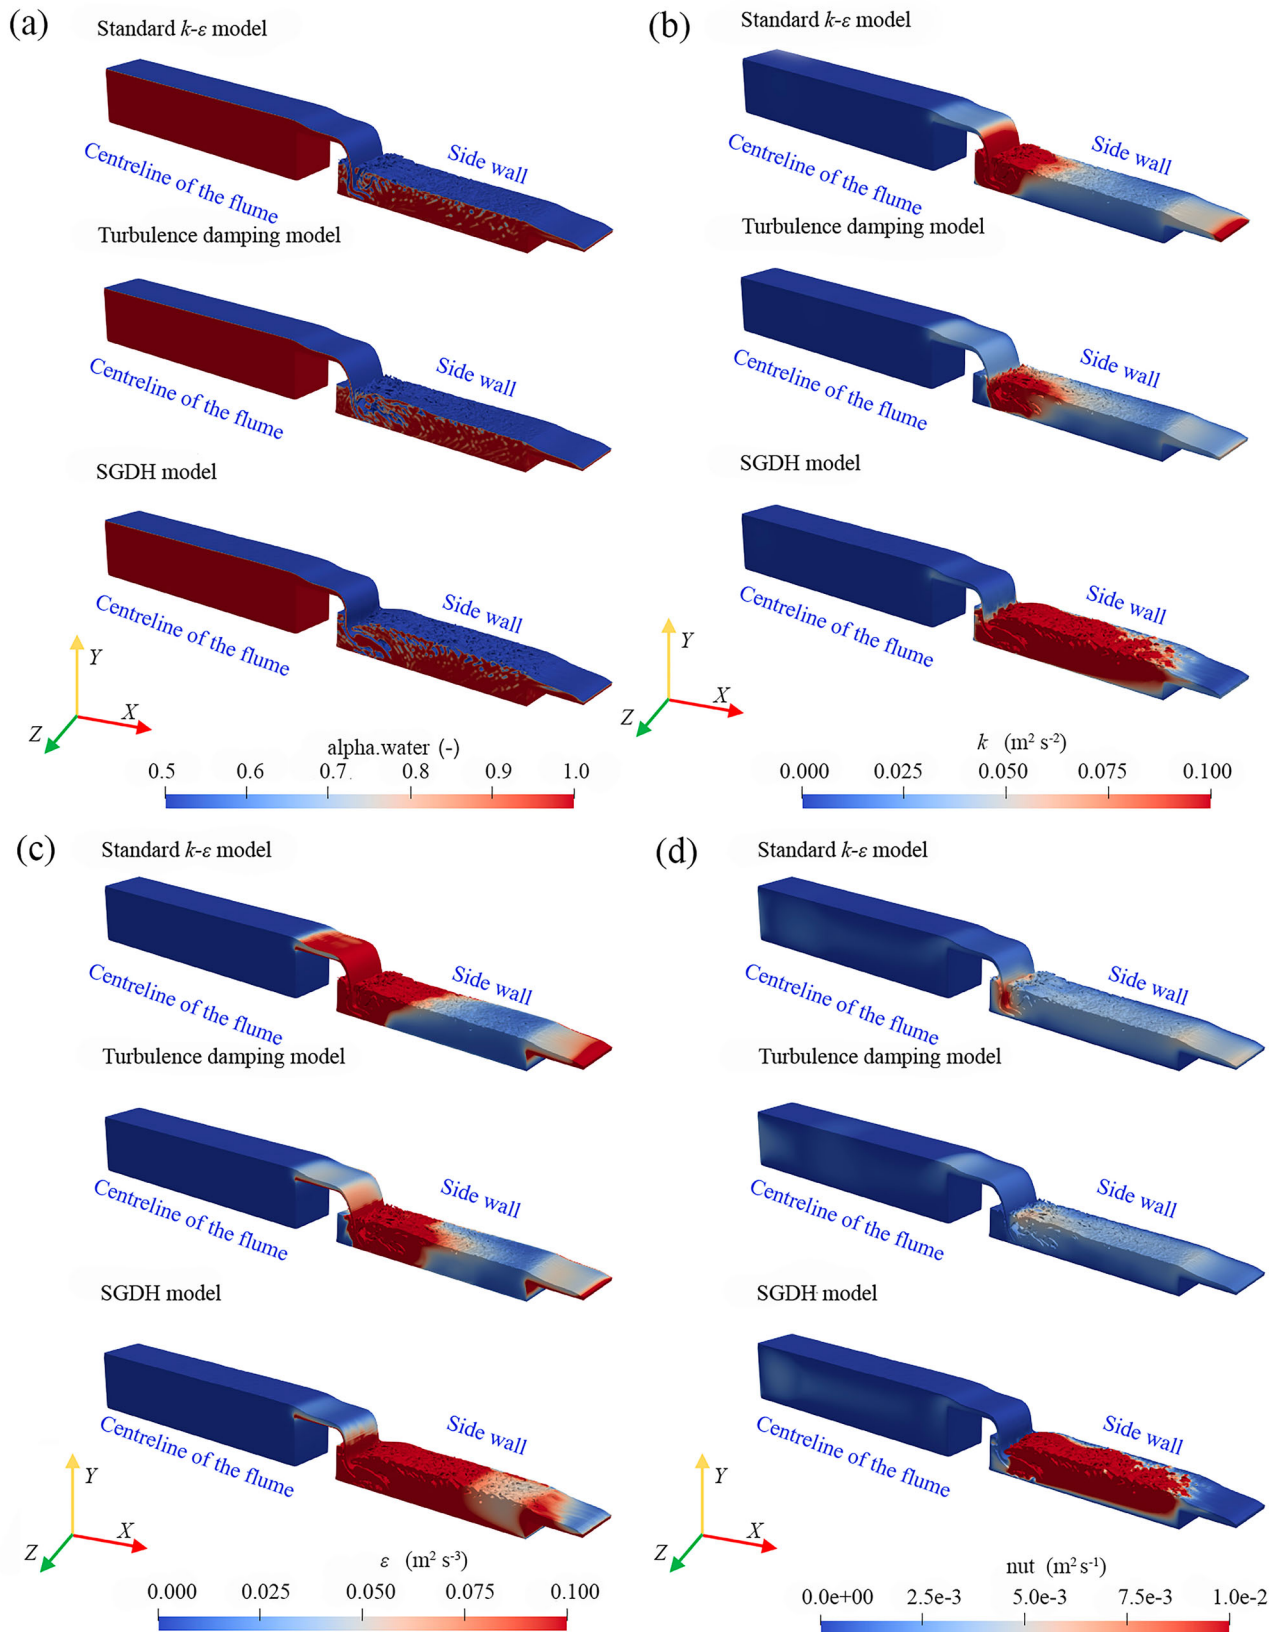 (a)
Standard k-ε model
Side wall
Centreline of the flume
Turbulence damping model
Side wall
Centreline of the flume
SGDH model
Side wall
Centreline of the flume
Y
X
Z
alpha.water (-)
0.5 0.6 0.7 0.8 0.9 1.0
(b)
Standard k-ε model
Side wall
Centreline of the flume
Turbulence damping model
Side wall
Centreline of the flume
SGDH model
Side wall
Centreline of the flume
Y
X
Z
k (m² s⁻²)
0.000 0.025 0.050 0.075 0.100
(c)
Standard k-ε model
Side wall
Centreline of the flume
Turbulence damping model
Side wall
Centreline of the flume
SGDH model
Side wall
Centreline of the flume
Y
X
Z
ε (m² s⁻³)
0.000 0.025 0.050 0.075 0.100
(d)
Standard k-ε model
Side wall
Centreline of the flume
Turbulence damping model
Side wall
Centreline of the flume
SGDH model
Side wall
Centreline of the flume
Y
X
Z
nut (m² s⁻¹)
0.0e+00 2.5e-3 5.0e-3 7.5e-3 1.0e-2